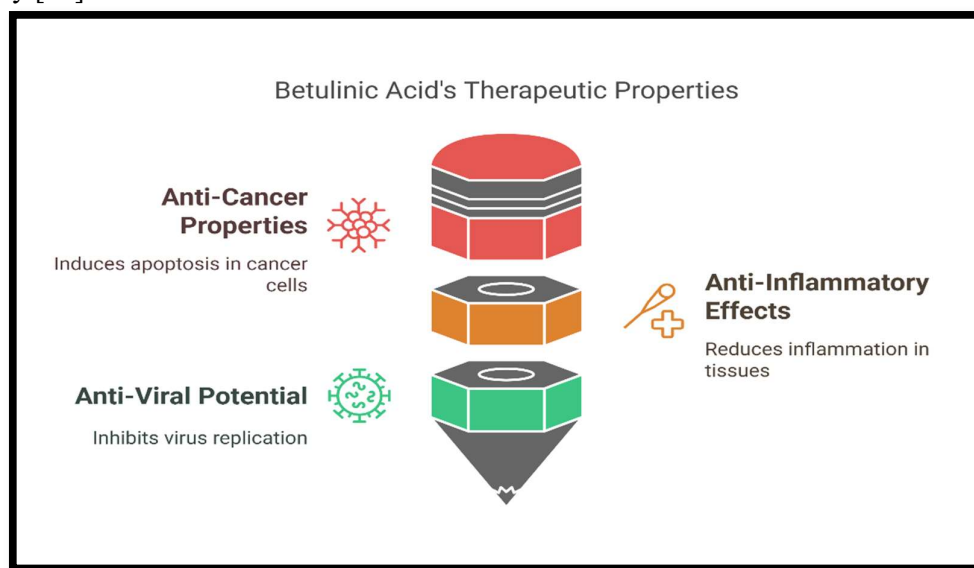 Betulinic Acid's Therapeutic Properties
Anti-Cancer
Properties
Induces apoptosis in cancer
cells
Anti-Inflammatory
Effects
Reduces inflammation in
tissues
Anti-Viral Potential
Inhibits virus replication